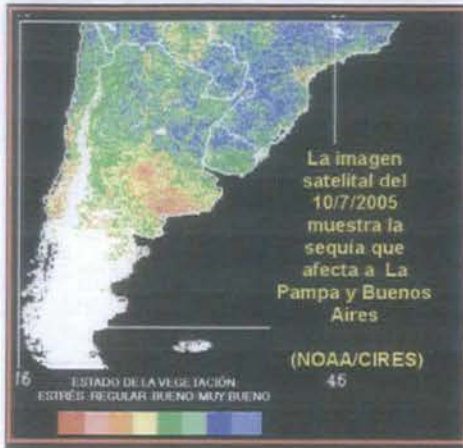 La imagen
satelital del
10/7/2005
muestra la
sequía que
afecta a La
Pampa y Buenos
Aires
(NOAA/CIRES)
76
46
ESTADO DE LA VEGETACIÓN
ESTRÉS REGULAR BUENO MUY BUENO